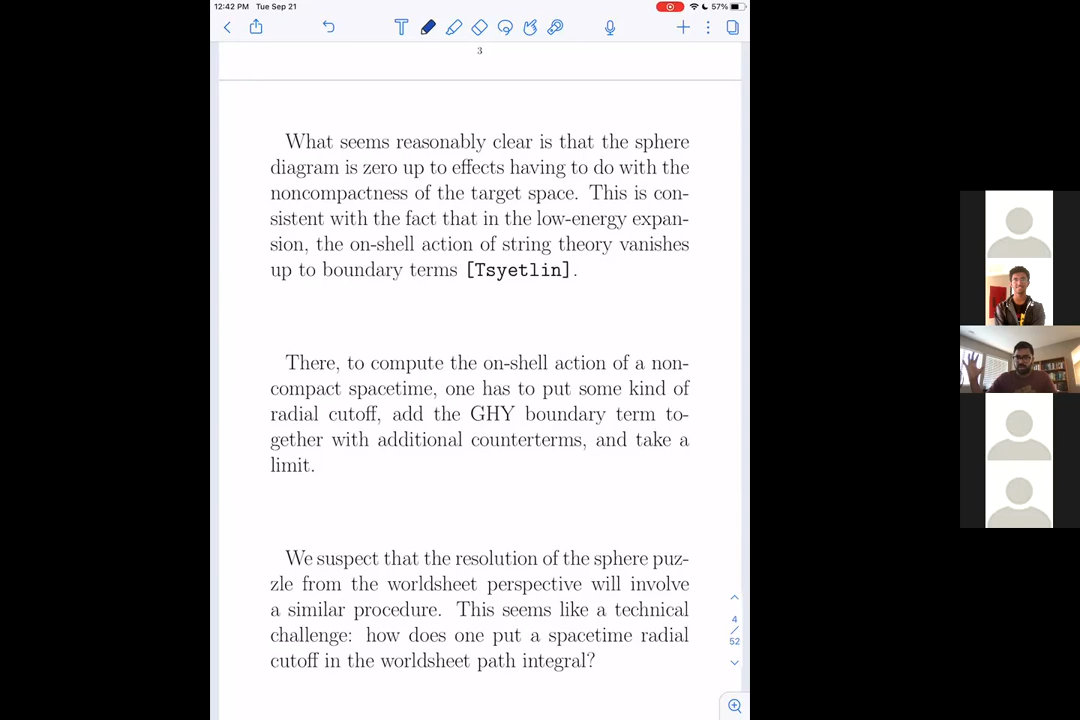 12:42 PM Tue Sep 21
57%
T
3
What seems reasonably clear is that the sphere
diagram is zero up to effects having to do with the
noncompactness of the target space. This is con-
sistent with the fact that in the low-energy expan-
sion, the on-shell action of string theory vanishes
up to boundary terms [Tsyetlin].
There, to compute the on-shell action of a non-
compact spacetime, one has to put some kind of
radial cutoff, add the GHY boundary term to-
gether with additional counterterms, and take a
limit.
We suspect that the resolution of the sphere puz-
zle from the worldsheet perspective will involve
a similar procedure. This seems like a technical
challenge: how does one put a spacetime radial
cutoff in the worldsheet path integral?
4
/
52